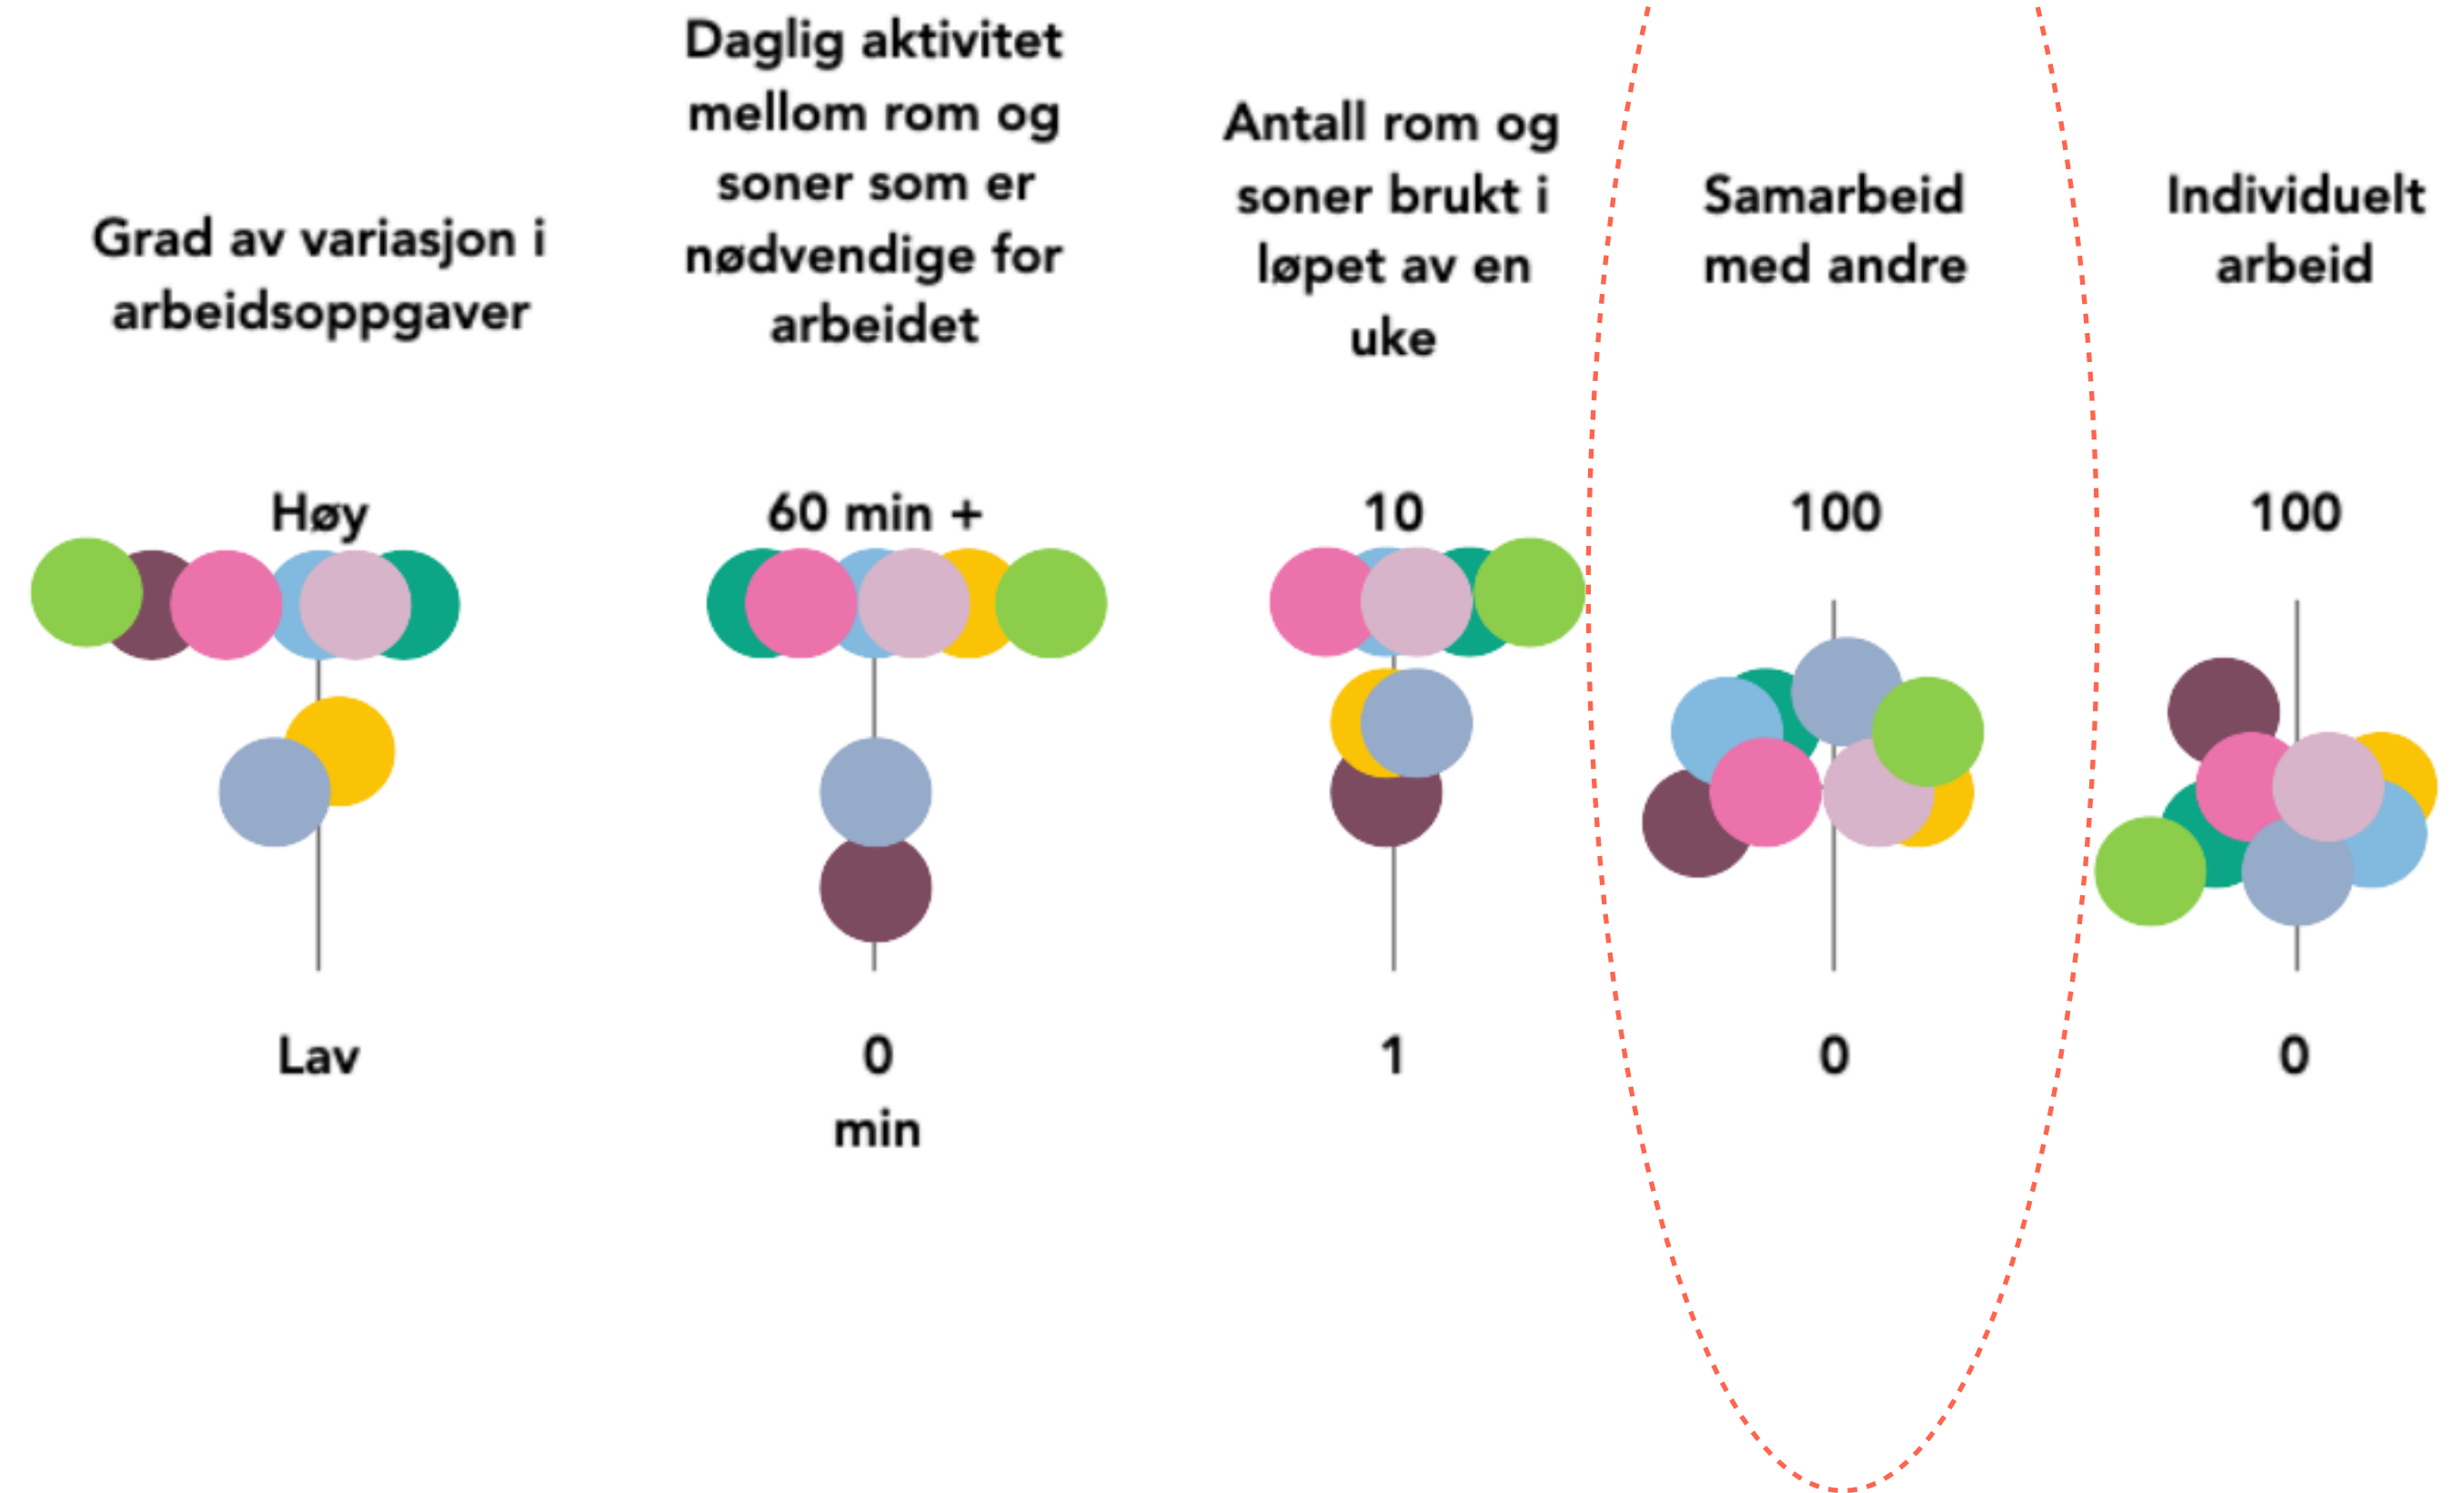 Grad av variasjon i
arbeidsoppgaver
Høy
Lav
Daglig aktivitet
mellom rom og
soner som er
nødvendige for
arbeidet
60 min +
0
min
Antall rom og
soner brukt i
løpet av en
uke
10
1
Samarbeid
med andre
100
0
Individuelt
arbeid
100
0